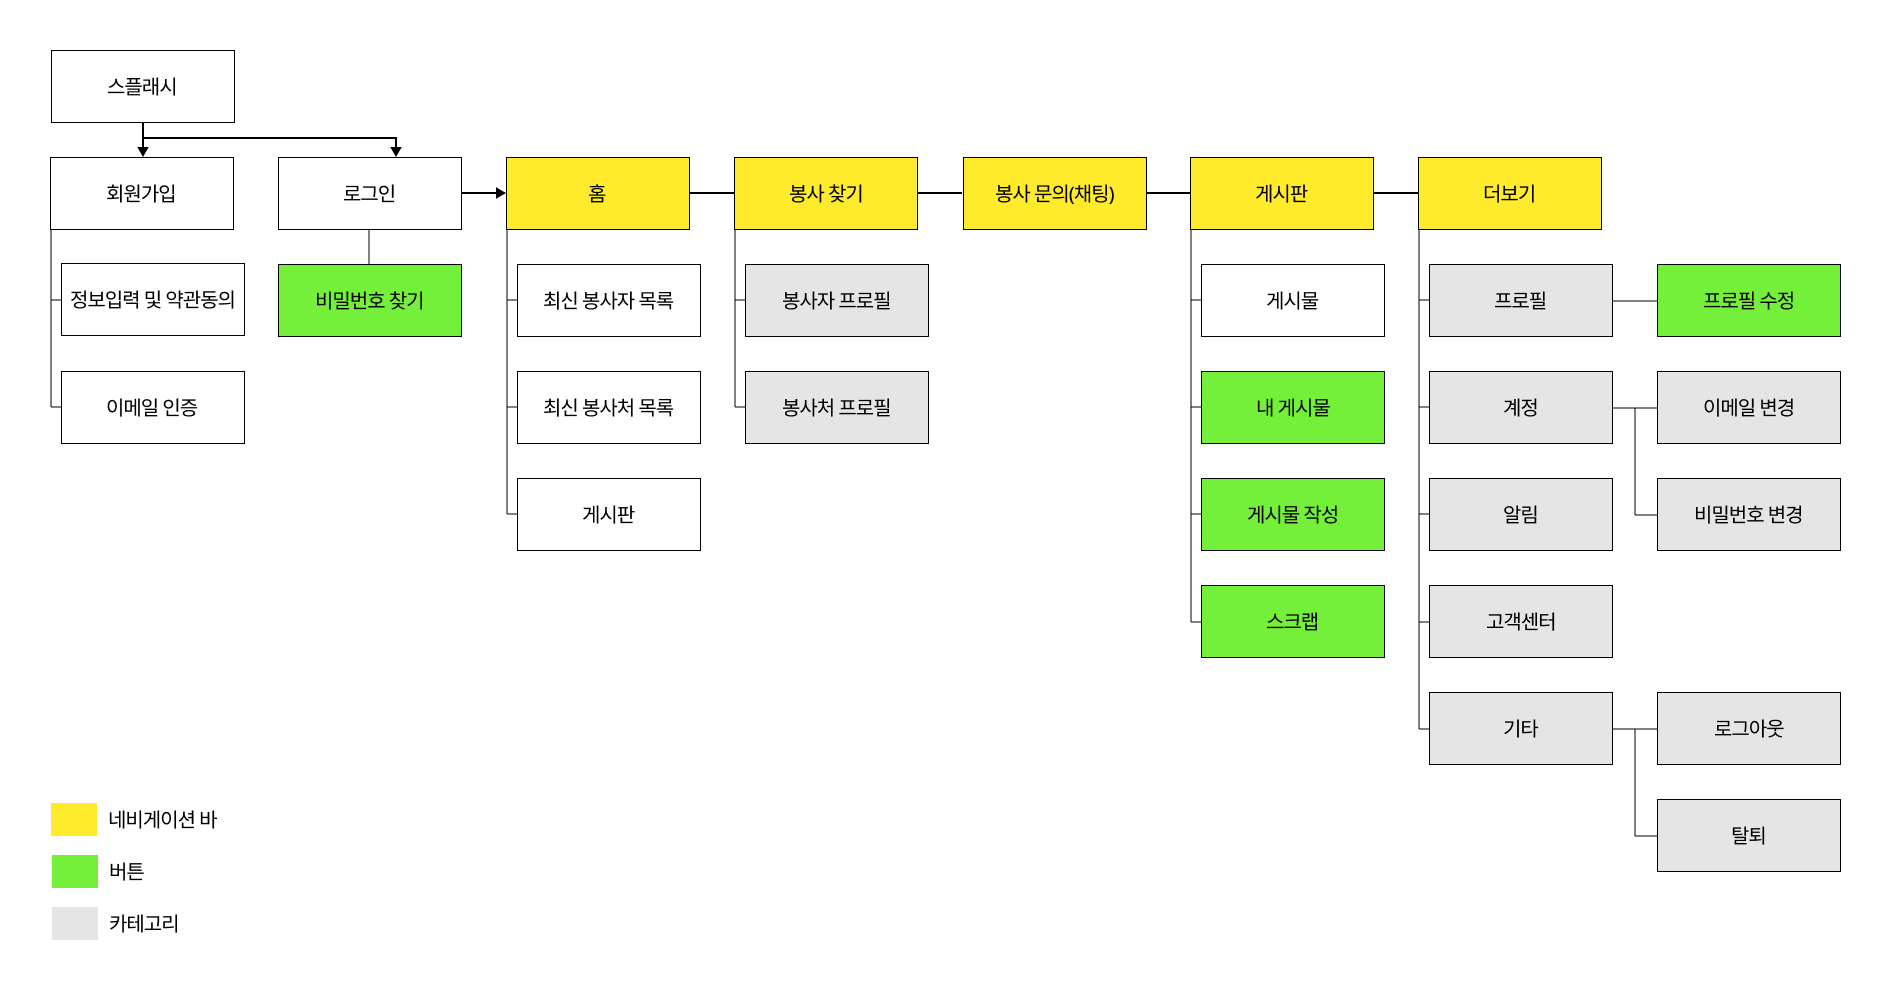 스플래시
회원가입
로그인
홈
봉사 찾기
봉사 문의(채팅)
게시판
더보기
정보입력 및 약관동의
비밀번호 찾기
최신 봉사자 목록
봉사자 프로필
게시물
프로필
프로필 수정
이메일 인증
최신 봉사처 목록
봉사처 프로필
내 게시물
계정
이메일 변경
게시판
게시물 작성
알림
비밀번호 변경
스크랩
고객센터
기타
로그아웃
탈퇴
네비게이션 바
버튼
카테고리